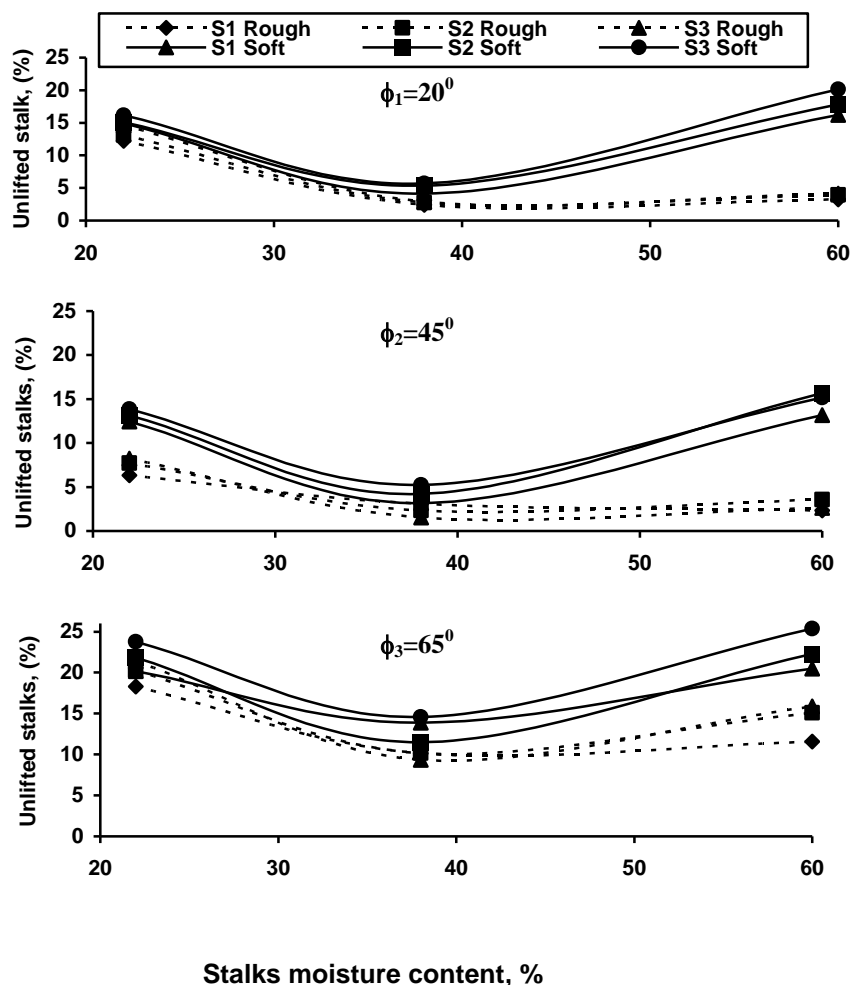 S1 Rough S2 Rough S3 Rough
S1 Soft S2 Soft S3 Soft
Unlifted stalk, (%)
25
20
15
10
5
0
ϕ₁=20⁰
20 30 40 50 60
Unlifted stalks, (%)
25
20
15
10
5
0
ϕ₂=45⁰
20 30 40 50 60
Unlifted stalks, (%)
25
20
15
10
5
0
ϕ₃=65⁰
20 30 40 50 60
Stalks moisture content, %